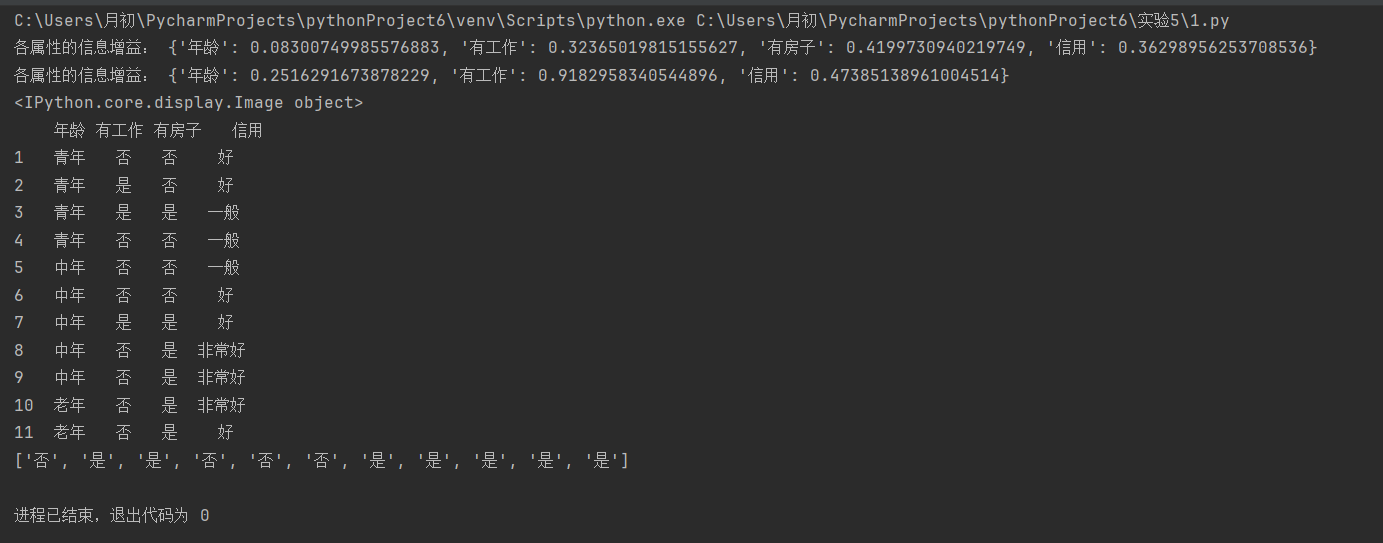 C:\Users\月初\PycharmProjects\pythonProject6\venv\Scripts\python.exe C:\Users\月初\PycharmProjects\pythonProject6\实验5\1.py
各属性的信息增益： {'年龄': 0.08300749985576883, '有工作': 0.32365019815155627, '有房子': 0.4199730940219749, '信用': 0.36298956253708536}
各属性的信息增益： {'年龄': 0.2516291673878229, '有工作': 0.9182958340544896, '信用': 0.47385138961004514}
<IPython.core.display.Image object>
年龄 有工作 有房子 信用
1 青年 否 否 好
2 青年 是 否 好
3 青年 是 是 一般
4 青年 否 否 一般
5 中年 否 否 一般
6 中年 否 否 好
7 中年 是 是 好
8 中年 否 是 非常好
9 中年 否 是 非常好
10 老年 否 是 非常好
11 老年 否 是 好
['否', '是', '是', '否', '否', '否', '是', '是', '是', '是', '是']
进程已结束，退出代码为 0